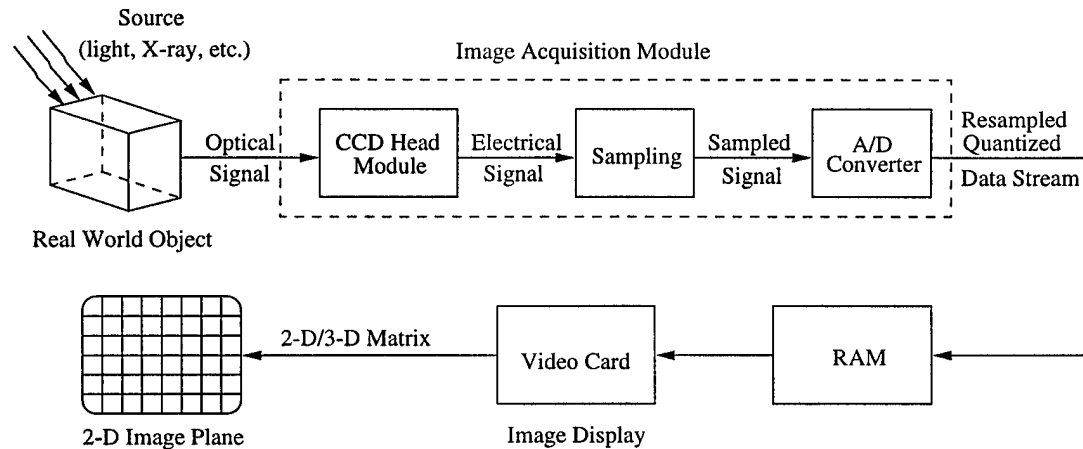 Source
(light, X-ray, etc.)
Image Acquisition Module
Optical
Signal
CCD Head
Module
Electrical
Signal
Sampling
Sampled
Signal
A/D
Converter
Resampled
Quantized
Data Stream
Real World Object
2-D/3-D Matrix
Video Card
RAM
2-D Image Plane
Image Display